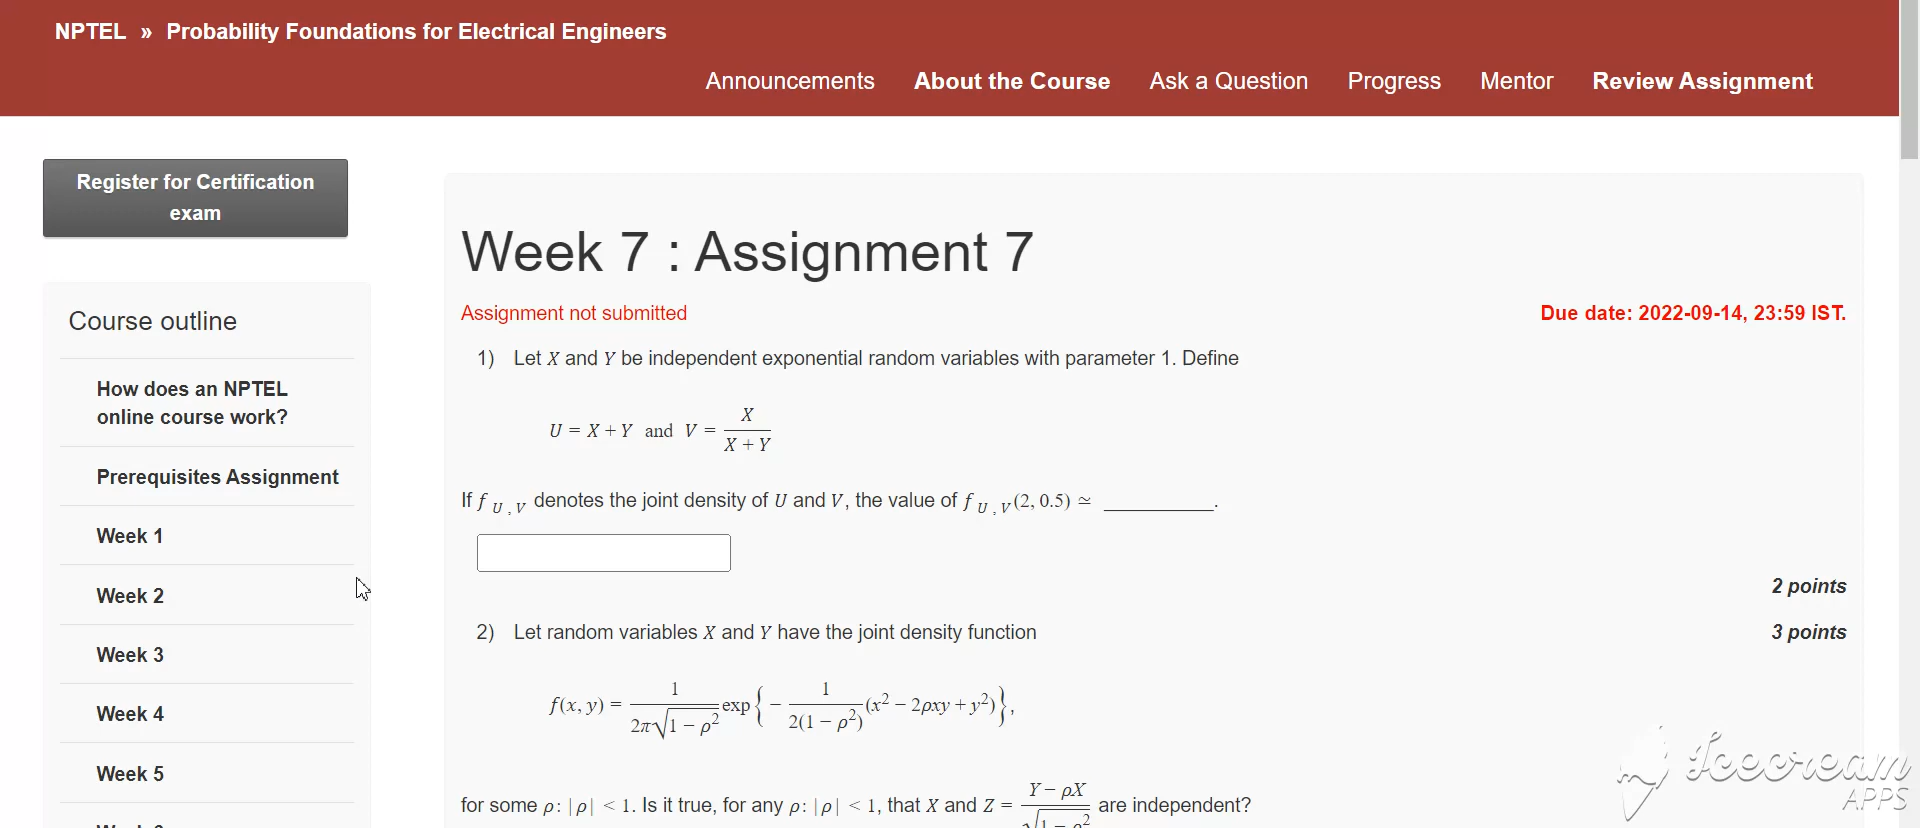 NPTEL » Probability Foundations for Electrical Engineers
Announcements About the Course Ask a Question Progress Mentor Review Assignment
Register for Certification
exam
Course outline
How does an NPTEL
online course work?
Prerequisites Assignment
Week 1
Week 2
Week 3
Week 4
Week 5
Week 7 : Assignment 7
Assignment not submitted
Due date: 2022-09-14, 23:59 IST.
1) Let X and Y be independent exponential random variables with parameter 1. Define
U = X + Y and V = X / (X + Y)
If f U , V denotes the joint density of U and V, the value of f U , V (2, 0.5) ≃ __________.
2 points
2) Let random variables X and Y have the joint density function
3 points
f(x, y) = 1 / (2π√(1 − ρ²)) exp{ − 1 / (2(1 − ρ²)) (x² − 2ρxy + y²)},
for some ρ: |ρ| < 1. Is it true, for any ρ: |ρ| < 1, that X and Z = (Y − ρX) / √(1 − ρ²) are independent?
Icecream
APPS